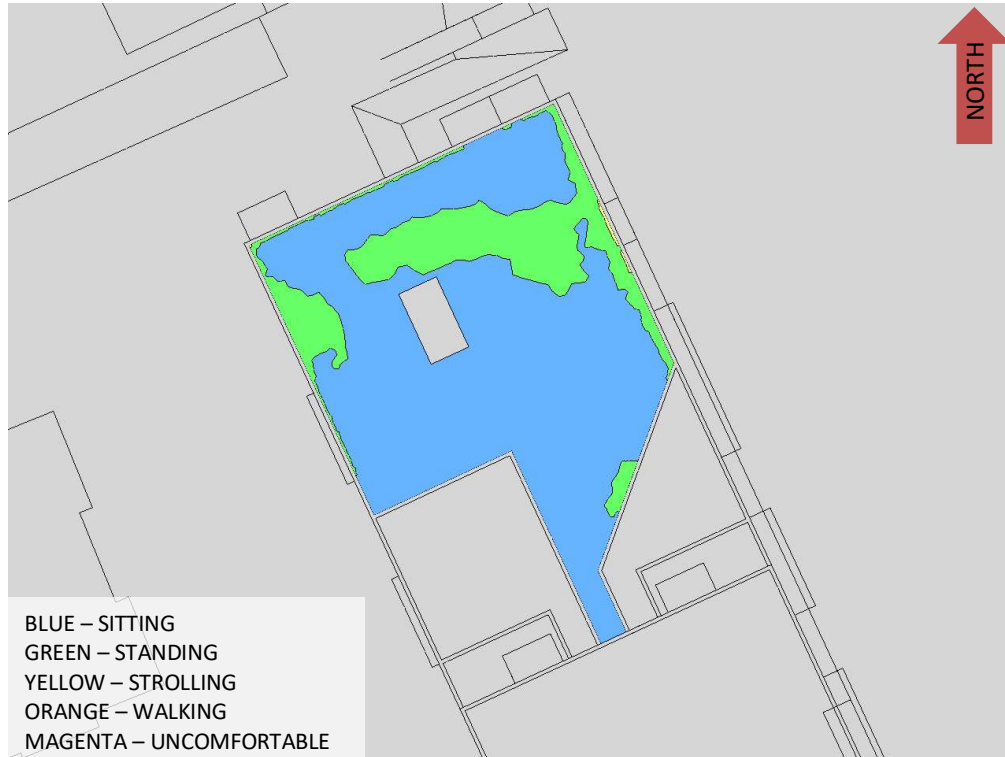 NORTH
BLUE – SITTING
GREEN – STANDING
YELLOW – STROLLING
ORANGE – WALKING
MAGENTA – UNCOMFORTABLE